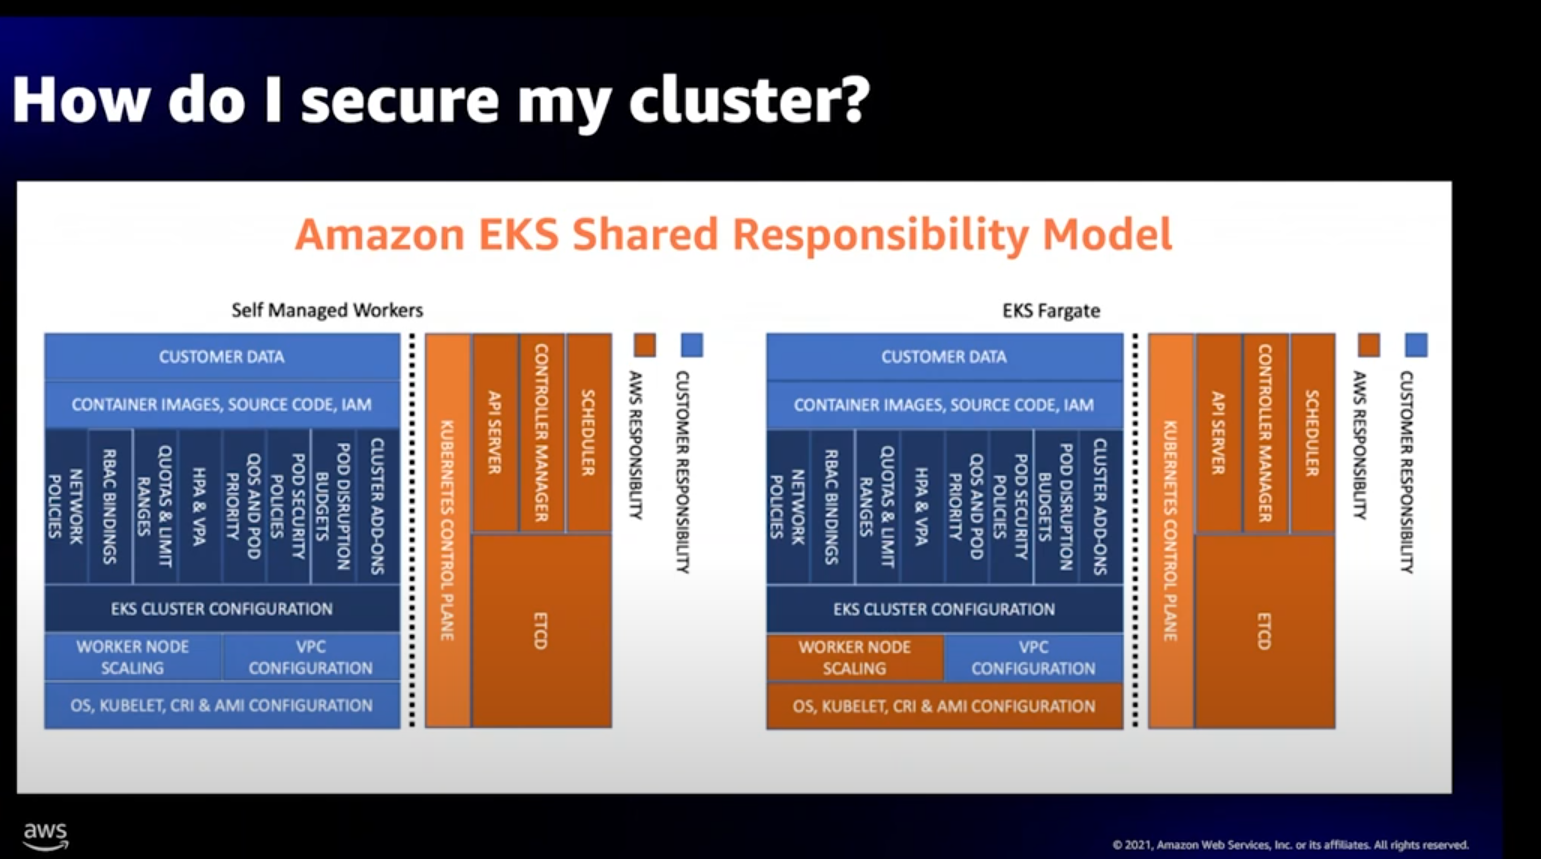 How do I secure my cluster?
Amazon EKS Shared Responsibility Model
Self Managed Workers
CUSTOMER DATA
CONTAINER IMAGES, SOURCE CODE, IAM
NETWORK
POLICIES
RBAC BINDINGS
QUOTAS & LIMIT
RANGES
HPA & VPA
QOS AND POD
PRIORITY
POD SECURITY
POLICIES
POD DISRUPTION
BUDGETS
CLUSTER ADD-ONS
EKS CLUSTER CONFIGURATION
WORKER NODE
SCALING
VPC
CONFIGURATION
OS, KUBELET, CRI & AMI CONFIGURATION
KUBERNETES CONTROL PLANE
API SERVER
CONTROLLER MANAGER
SCHEDULER
ETCD
AWS RESPONSIBLITY
CUSTOMER RESPONSIBILITY
EKS Fargate
CUSTOMER DATA
CONTAINER IMAGES, SOURCE CODE, IAM
NETWORK
POLICIES
RBAC BINDINGS
QUOTAS & LIMIT
RANGES
HPA & VPA
QOS AND POD
PRIORITY
POD SECURITY
POLICIES
POD DISRUPTION
BUDGETS
CLUSTER ADD-ONS
EKS CLUSTER CONFIGURATION
WORKER NODE
SCALING
VPC
CONFIGURATION
OS, KUBELET, CRI & AMI CONFIGURATION
KUBERNETES CONTROL PLANE
API SERVER
CONTROLLER MANAGER
SCHEDULER
ETCD
AWS RESPONSIBLITY
CUSTOMER RESPONSIBILITY
aws
© 2021, Amazon Web Services, Inc. or its affiliates. All rights reserved.